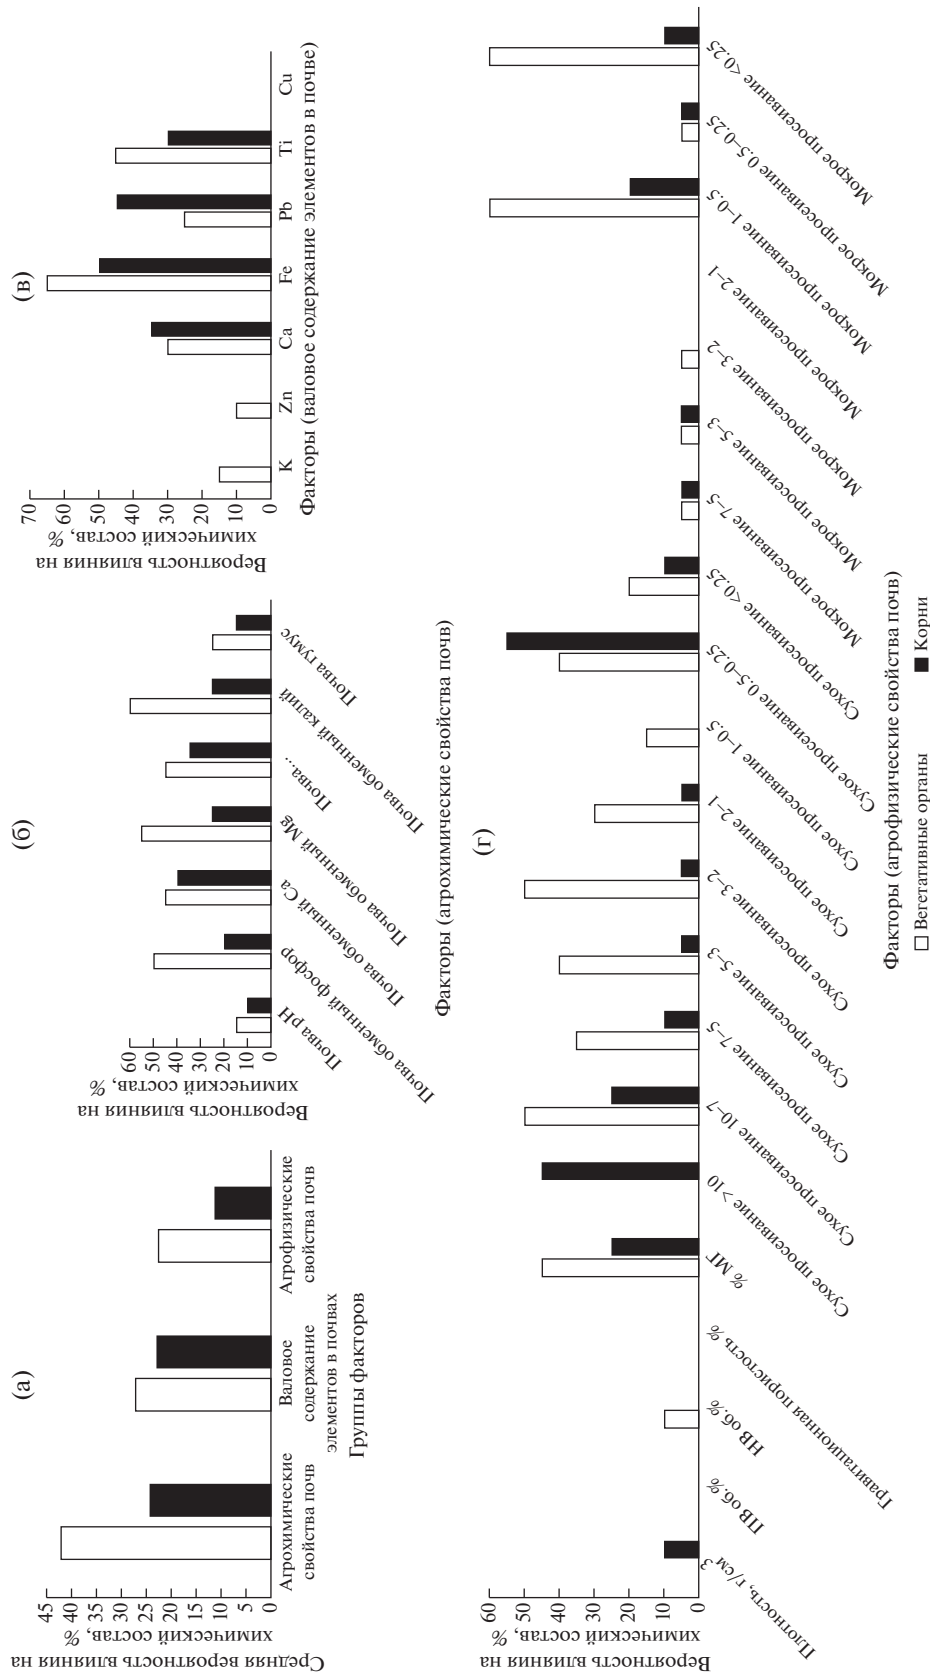 (а)
Средняя вероятность влияния на
химический состав, %
45
40
35
30
25
20
15
10
5
0
Агрохимические
свойства почв
Валовое
содержание
элементов в почвах
Агрофизические
свойства почв
Группы факторов
(б)
Вероятность влияния на
химический состав, %
60
50
40
30
20
10
0
Почва pH
Почва обменный фосфор
Почва обменный Ca
Почва обменный Mg
Почва...
Почва обменный калий
Почва гумус
Факторы (агрохимические свойства почв)
(в)
Вероятность влияния на
химический состав, %
70
60
50
40
30
20
10
0
K
Zn
Ca
Fe
Pb
Ti
Cu
Факторы (валовое содержание элементов в почве)
(г)
Вероятность влияния на
химический состав, %
60
50
40
30
20
10
0
Плотность, г/см³
ПВ об.%
НВ об.%
Гравитационная пористость %
% МГ
Сухое просеивание >10
Сухое просеивание 10–7
Сухое просеивание 7–5
Сухое просеивание 5–3
Сухое просеивание 3–2
Сухое просеивание 2–1
Сухое просеивание 1–0.5
Сухое просеивание 0.5–0.25
Сухое просеивание <0.25
Мокрое просеивание 7–5
Мокрое просеивание 5–3
Мокрое просеивание 3–2
Мокрое просеивание 2–1
Мокрое просеивание 1–0.5
Мокрое просеивание 0.5–0.25
Мокрое просеивание <0.25
Факторы (агрофизические свойства почв)
Вегетативные органы
Корни